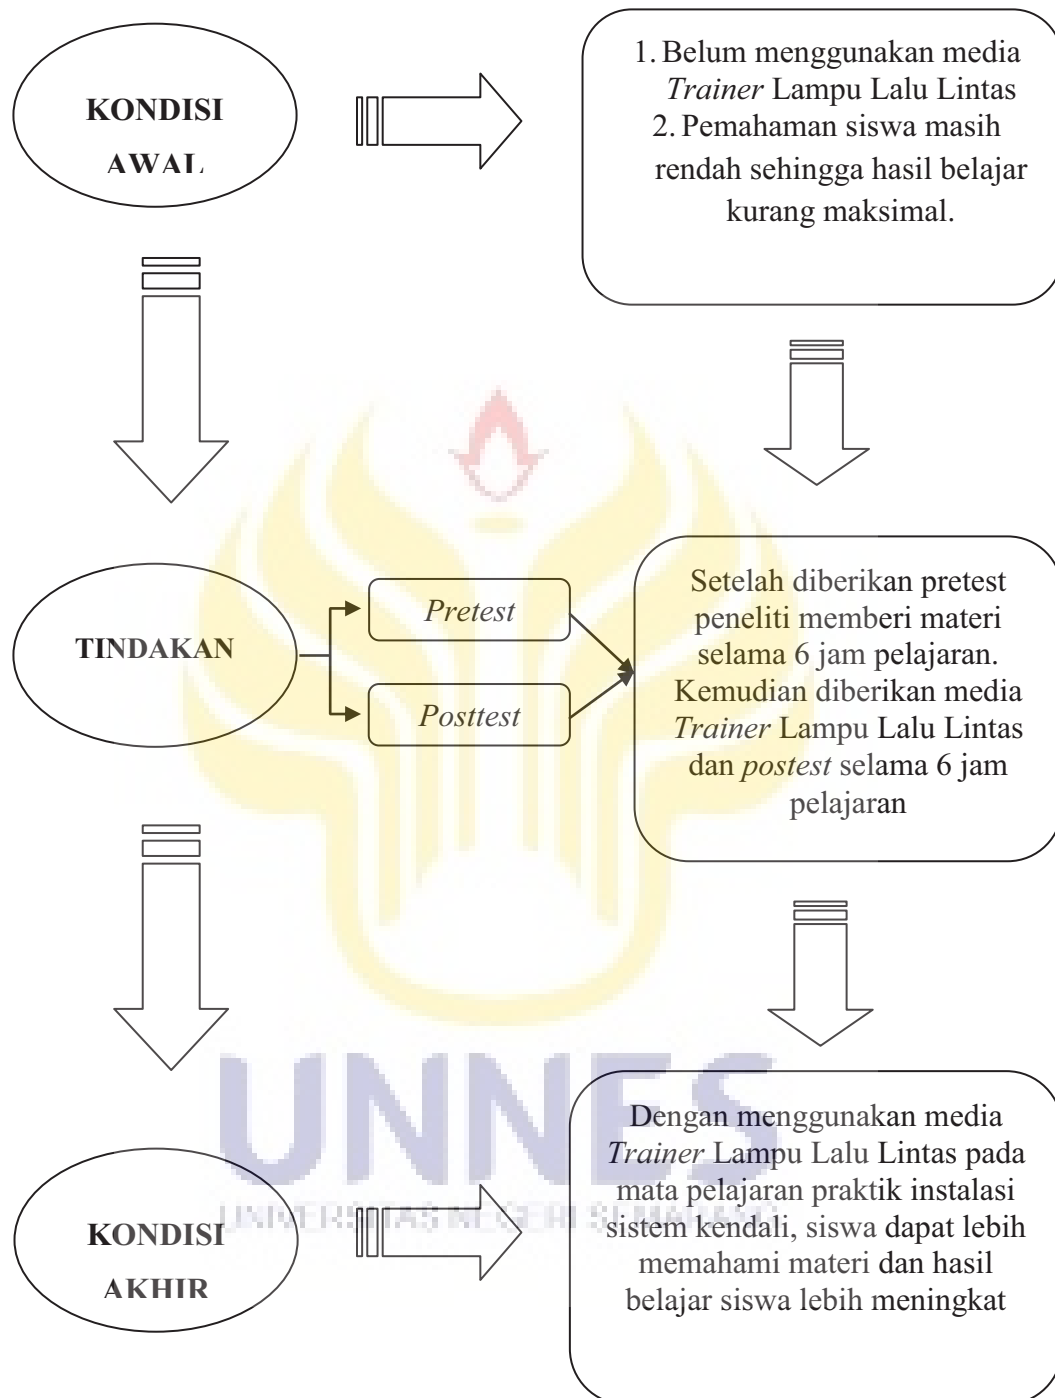 KONDISI
AWAL
1. Belum menggunakan media
Trainer Lampu Lalu Lintas
2. Pemahaman siswa masih
rendah sehingga hasil belajar
kurang maksimal.
TINDAKAN
Pretest
Posttest
Setelah diberikan pretest
peneliti memberi materi
selama 6 jam pelajaran.
Kemudian diberikan media
Trainer Lampu Lalu Lintas
dan postest selama 6 jam
pelajaran
UNNES
UNIVERSITAS NEGERI SEMARANG
KONDISI
AKHIR
Dengan menggunakan media
Trainer Lampu Lalu Lintas pada
mata pelajaran praktik instalasi
sistem kendali, siswa dapat lebih
memahami materi dan hasil
belajar siswa lebih meningkat